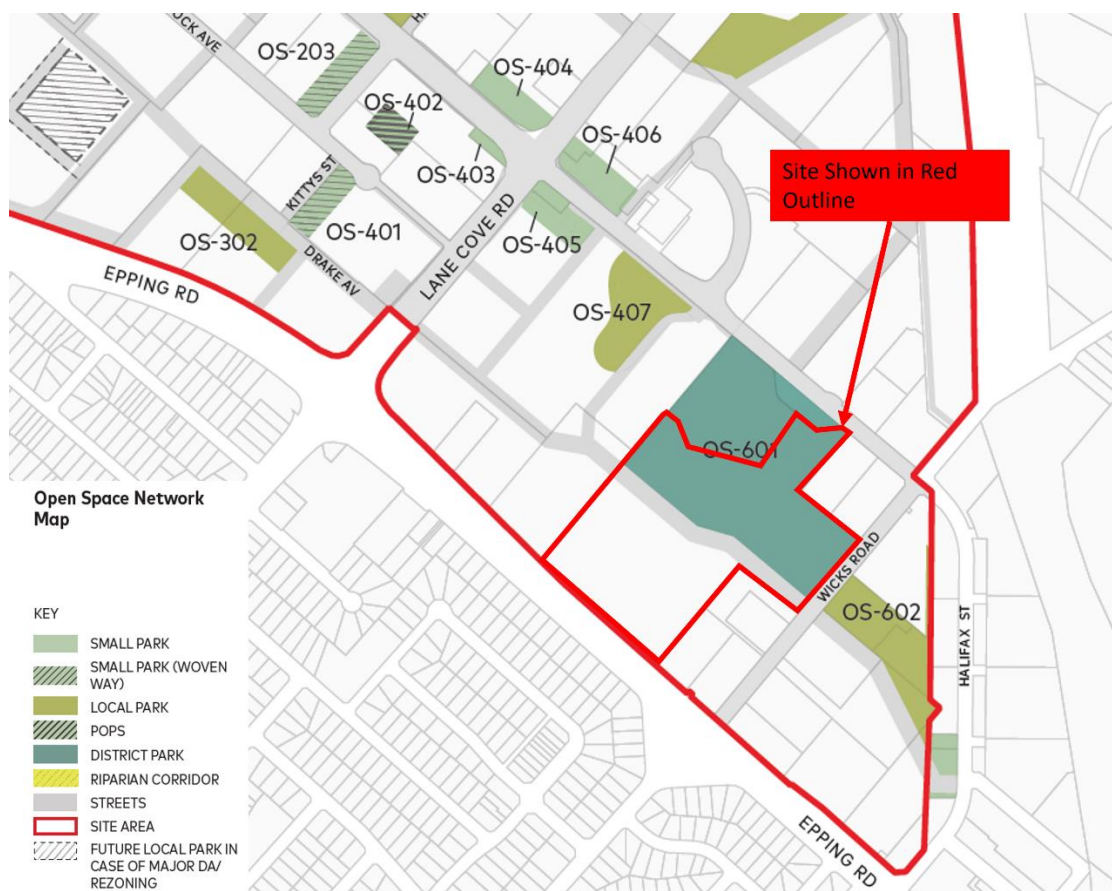 OCK AVE
OS-203
OS-404
OS-402
OS-406
OS-403
KITTYS ST
OS-401
OS-302
DRAKE AV
LANE COVE RD
OS-405
EPPING RD
OS-407
Site Shown in Red
Outline
OS-601
WICKS ROAD
OS-602
HALIFAX ST
EPPING RD
Open Space Network
Map
KEY
SMALL PARK
SMALL PARK (WOVEN
WAY)
LOCAL PARK
POPS
DISTRICT PARK
RIPARIAN CORRIDOR
STREETS
SITE AREA
FUTURE LOCAL PARK IN
CASE OF MAJOR DA/
REZONING